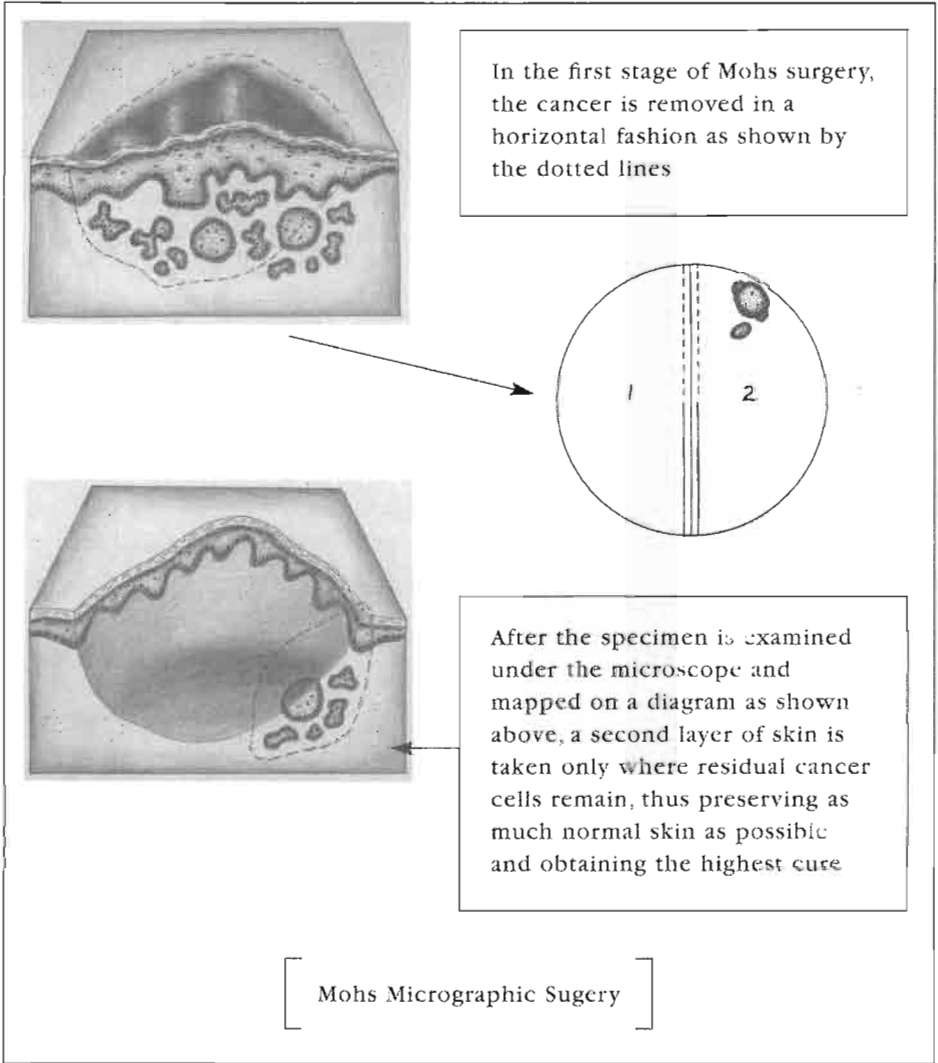 In the first stage of Mohs surgery,
the cancer is removed in a
horizontal fashion as shown by
the dotted lines
1
2
After the specimen is examined
under the microscope and
mapped on a diagram as shown
above, a second layer of skin is
taken only where residual cancer
cells remain, thus preserving as
much normal skin as possible
and obtaining the highest cure
Mohs Micrographic Sugery